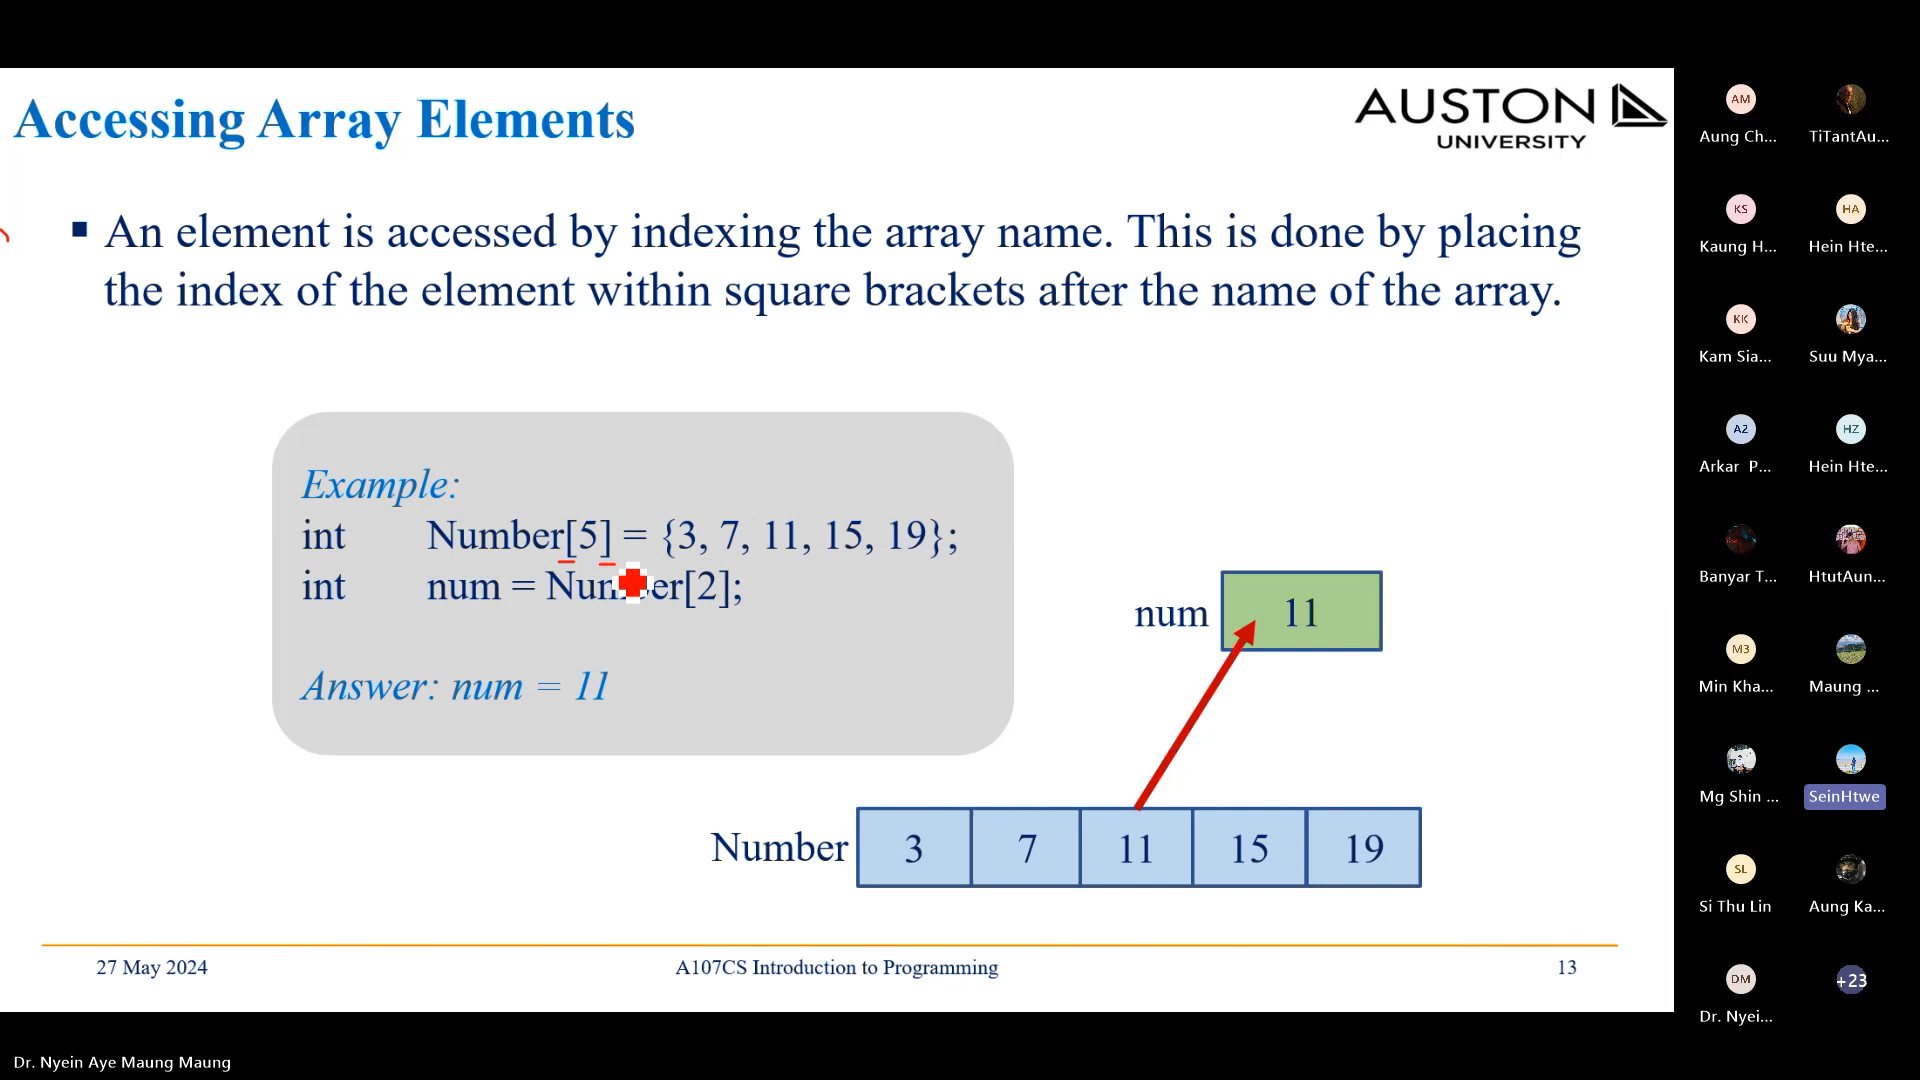 Accessing Array Elements
AUSTON
UNIVERSITY
▪ An element is accessed by indexing the array name. This is done by placing
the index of the element within square brackets after the name of the array.
Example:
int Number[5] = {3, 7, 11, 15, 19};
int num = Number[2];
Answer: num = 11
num 11
Number 3 7 11 15 19
27 May 2024 A107CS Introduction to Programming 13
AM
Aung Ch... TiTantAu...
KS HA
Kaung H... Hein Hte...
KK
Kam Sia... Suu Mya...
A2 HZ
Arkar P... Hein Hte...
Banyar T... HtutAun...
M3
Min Kha... Maung ...
Mg Shin ... SeinHtwe
SL
Si Thu Lin Aung Ka...
DM +23
Dr. Nyei...
Dr. Nyein Aye Maung Maung